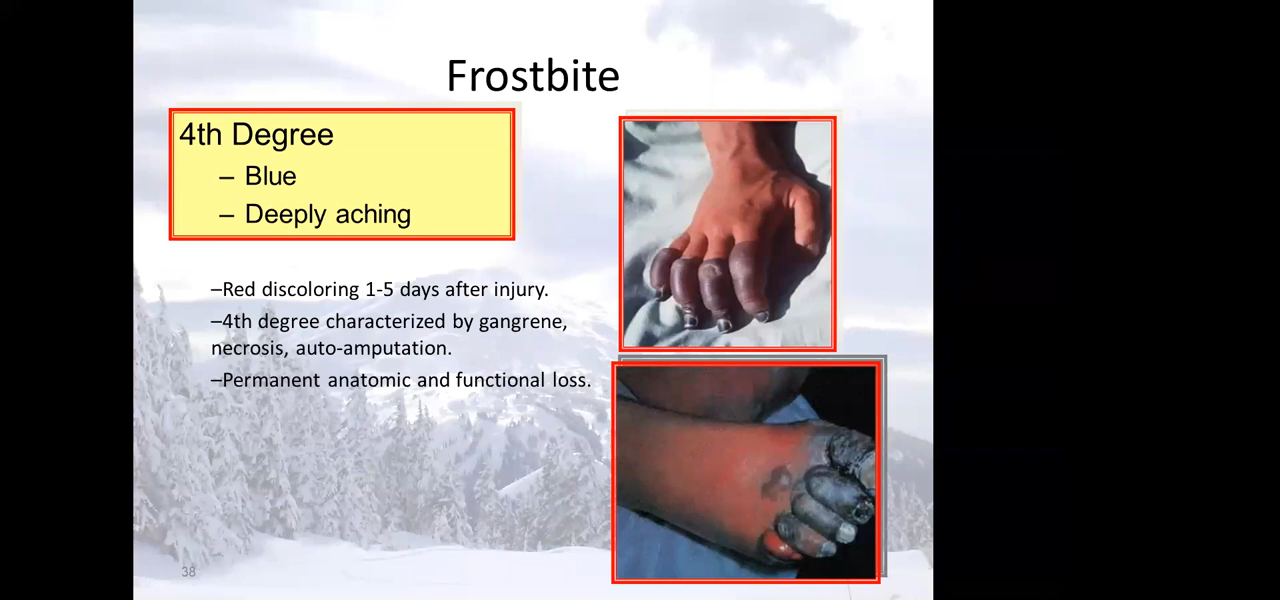 Frostbite
4th Degree
– Blue
– Deeply aching
–Red discoloring 1-5 days after injury.
–4th degree characterized by gangrene,
necrosis, auto-amputation.
–Permanent anatomic and functional loss.
38